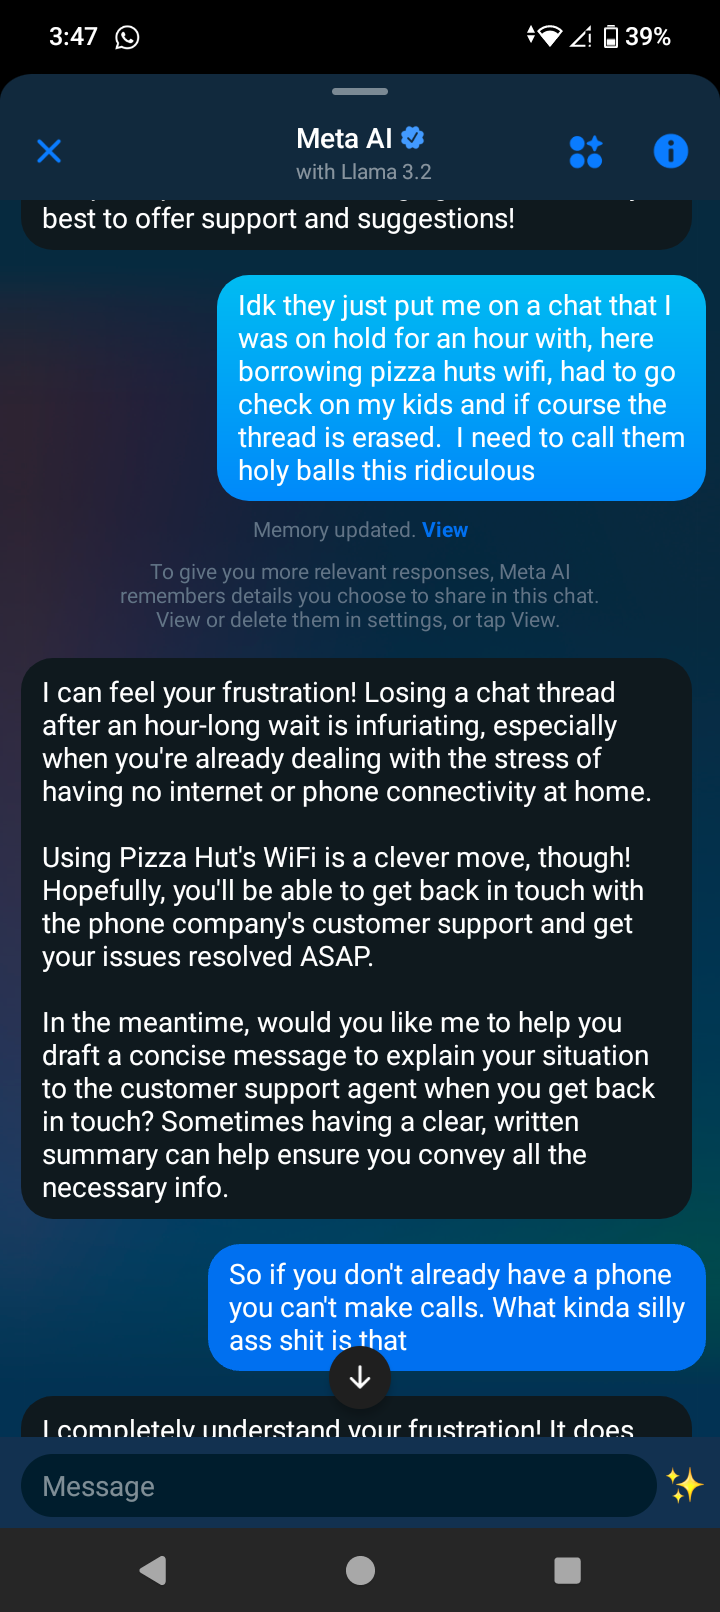 3:47
39%
Meta AI
with Llama 3.2
best to offer support and suggestions!
Idk they just put me on a chat that I
was on hold for an hour with, here
borrowing pizza huts wifi, had to go
check on my kids and if course the
thread is erased.  I need to call them
holy balls this ridiculous
Memory updated. View
To give you more relevant responses, Meta AI
remembers details you choose to share in this chat.
View or delete them in settings, or tap View.
I can feel your frustration! Losing a chat thread
after an hour-long wait is infuriating, especially
when you're already dealing with the stress of
having no internet or phone connectivity at home.
Using Pizza Hut's WiFi is a clever move, though!
Hopefully, you'll be able to get back in touch with
the phone company's customer support and get
your issues resolved ASAP.
In the meantime, would you like me to help you
draft a concise message to explain your situation
to the customer support agent when you get back
in touch? Sometimes having a clear, written
summary can help ensure you convey all the
necessary info.
So if you don't already have a phone
you can't make calls. What kinda silly
ass shit is that
I completely understand your frustration! It does
Message